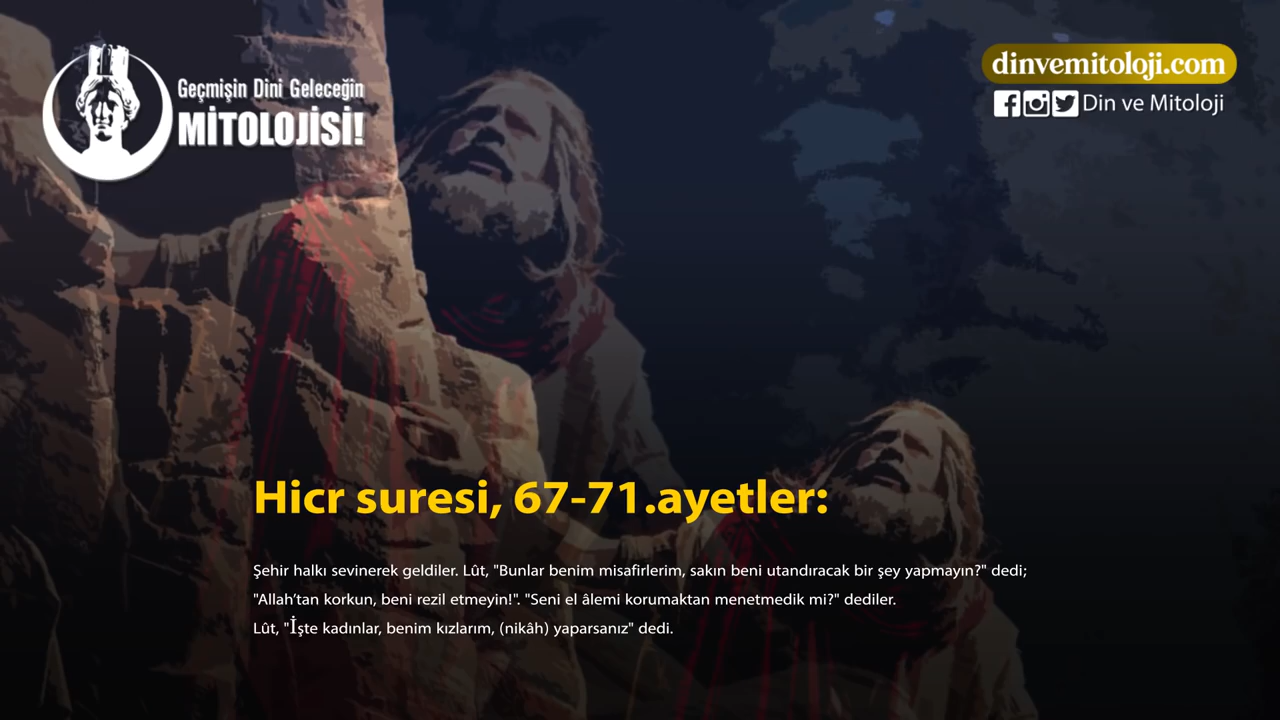 Geçmişin Dini Geleceğin
MİTOLOJİSİ!
dinvemitoloji.com
Din ve Mitoloji
Hicr suresi, 67-71.ayetler:
Şehir halkı sevinerek geldiler. Lût, "Bunlar benim misafirlerim, sakın beni utandıracak bir şey yapmayın?" dedi;
"Allah’tan korkun, beni rezil etmeyin!". "Seni el âlemi korumaktan menetmedik mi?" dediler.
Lût, "İşte kadınlar, benim kızlarım, (nikâh) yaparsanız" dedi.